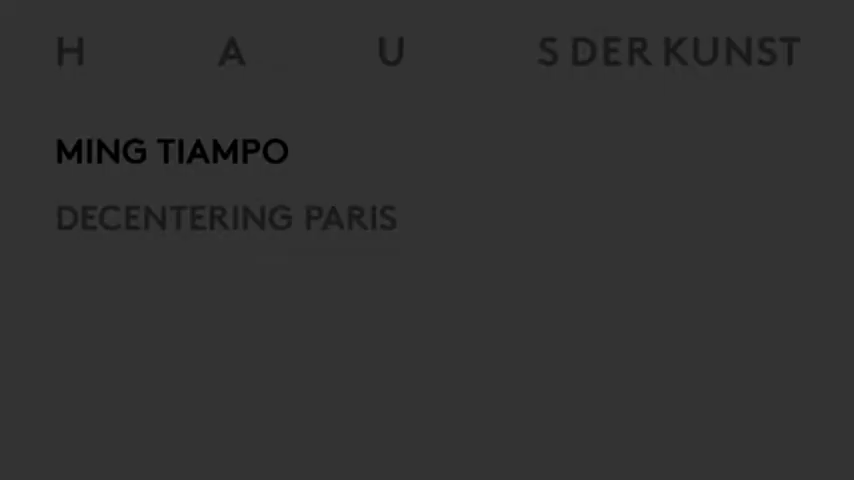 H A U S DER KUNST
MING TIAMPO
DECENTERING PARIS